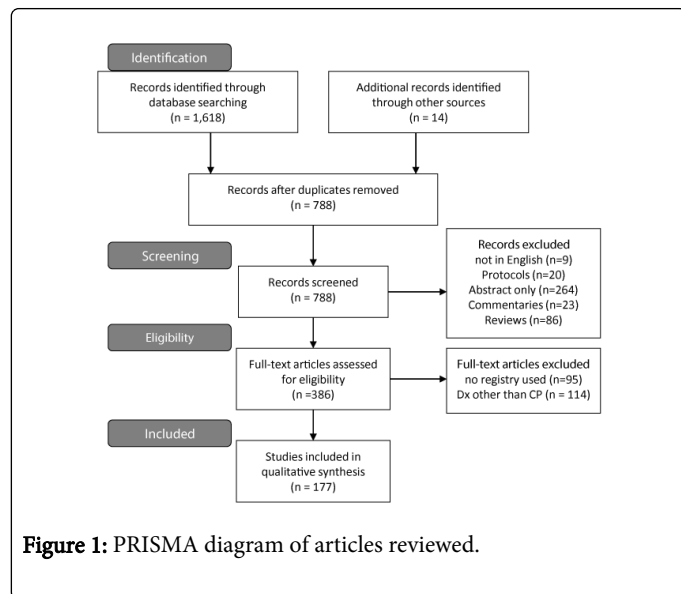 Identification
Records identified through
database searching
(n = 1,618)
Additional records identified
through other sources
(n = 14)
Records after duplicates removed
(n = 788)
Screening
Records screened
(n = 788)
Records excluded
not in English (n=9)
Protocols (n=20)
Abstract only (n=264)
Commentaries (n=23)
Reviews (n=86)
Eligibility
Full-text articles assessed
for eligibility
(n =386)
Full-text articles excluded
no registry used (n=95)
Dx other than CP (n = 114)
Included
Studies included in
qualitative synthesis
(n = 177)
Figure 1: PRISMA diagram of articles reviewed.